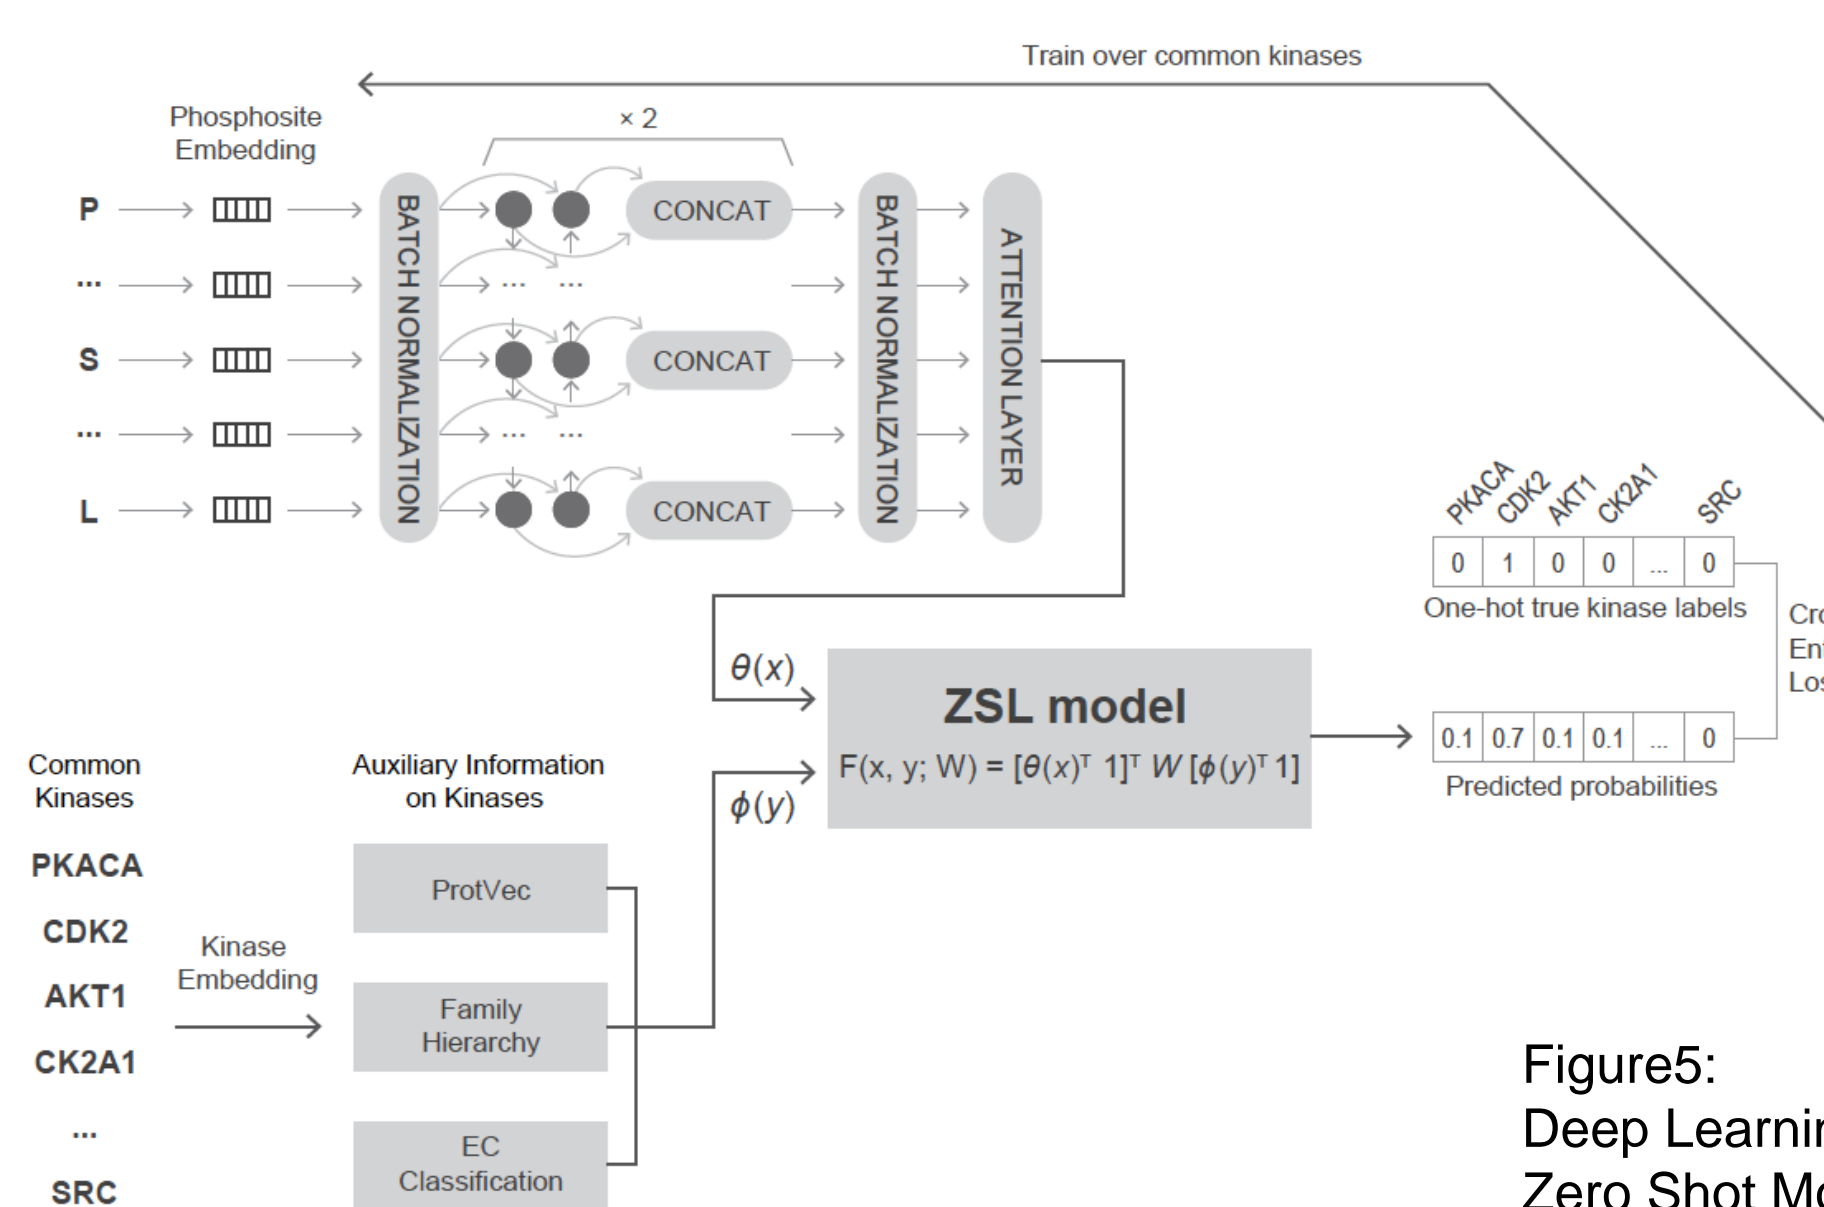 Train over common kinases
Phosphosite
Embedding
× 2
P
...
S
...
L
BATCH NORMALIZATION
CONCAT
... ...
CONCAT
... ...
CONCAT
BATCH NORMALIZATION
ATTENTION LAYER
PKACA CDK2 AKT1 CK2A1 SRC
0 1 0 0 ... 0
One-hot true kinase labels
θ(x)
ZSL model
F(x, y; W) = [θ(x)ᵀ 1]ᵀ W [ϕ(y)ᵀ 1]
ϕ(y)
0.1 0.7 0.1 0.1 ... 0
Predicted probabilities
Common
Kinases
PKACA
CDK2
AKT1
CK2A1
...
SRC
Kinase
Embedding
Auxiliary Information
on Kinases
ProtVec
Family
Hierarchy
EC
Classification
Figure5:
Deep
Zero Shot